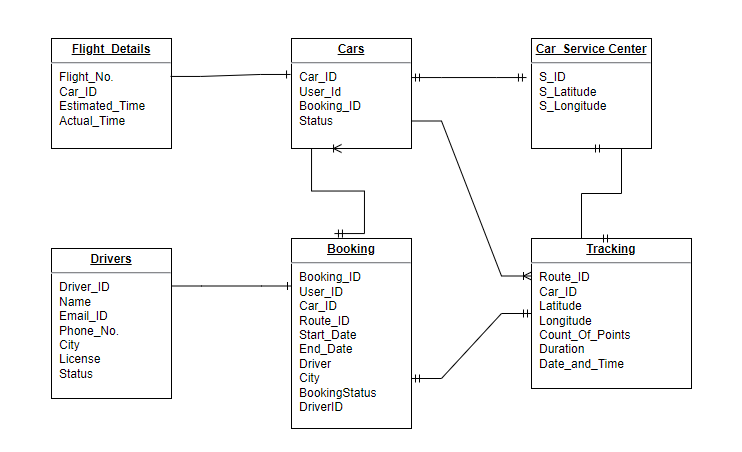 Flight_Details
Flight_No.
Car_ID
Estimated_Time
Actual_Time
Cars
Car_ID
User_Id
Booking_ID
Status
Car_Service Center
S_ID
S_Latitude
S_Longitude
Drivers
Driver_ID
Name
Email_ID
Phone_No.
City
License
Status
Booking
Booking_ID
User_ID
Car_ID
Route_ID
Start_Date
End_Date
Driver
City
BookingStatus
DriverID
Tracking
Route_ID
Car_ID
Latitude
Longitude
Count_Of_Points
Duration
Date_and_Time